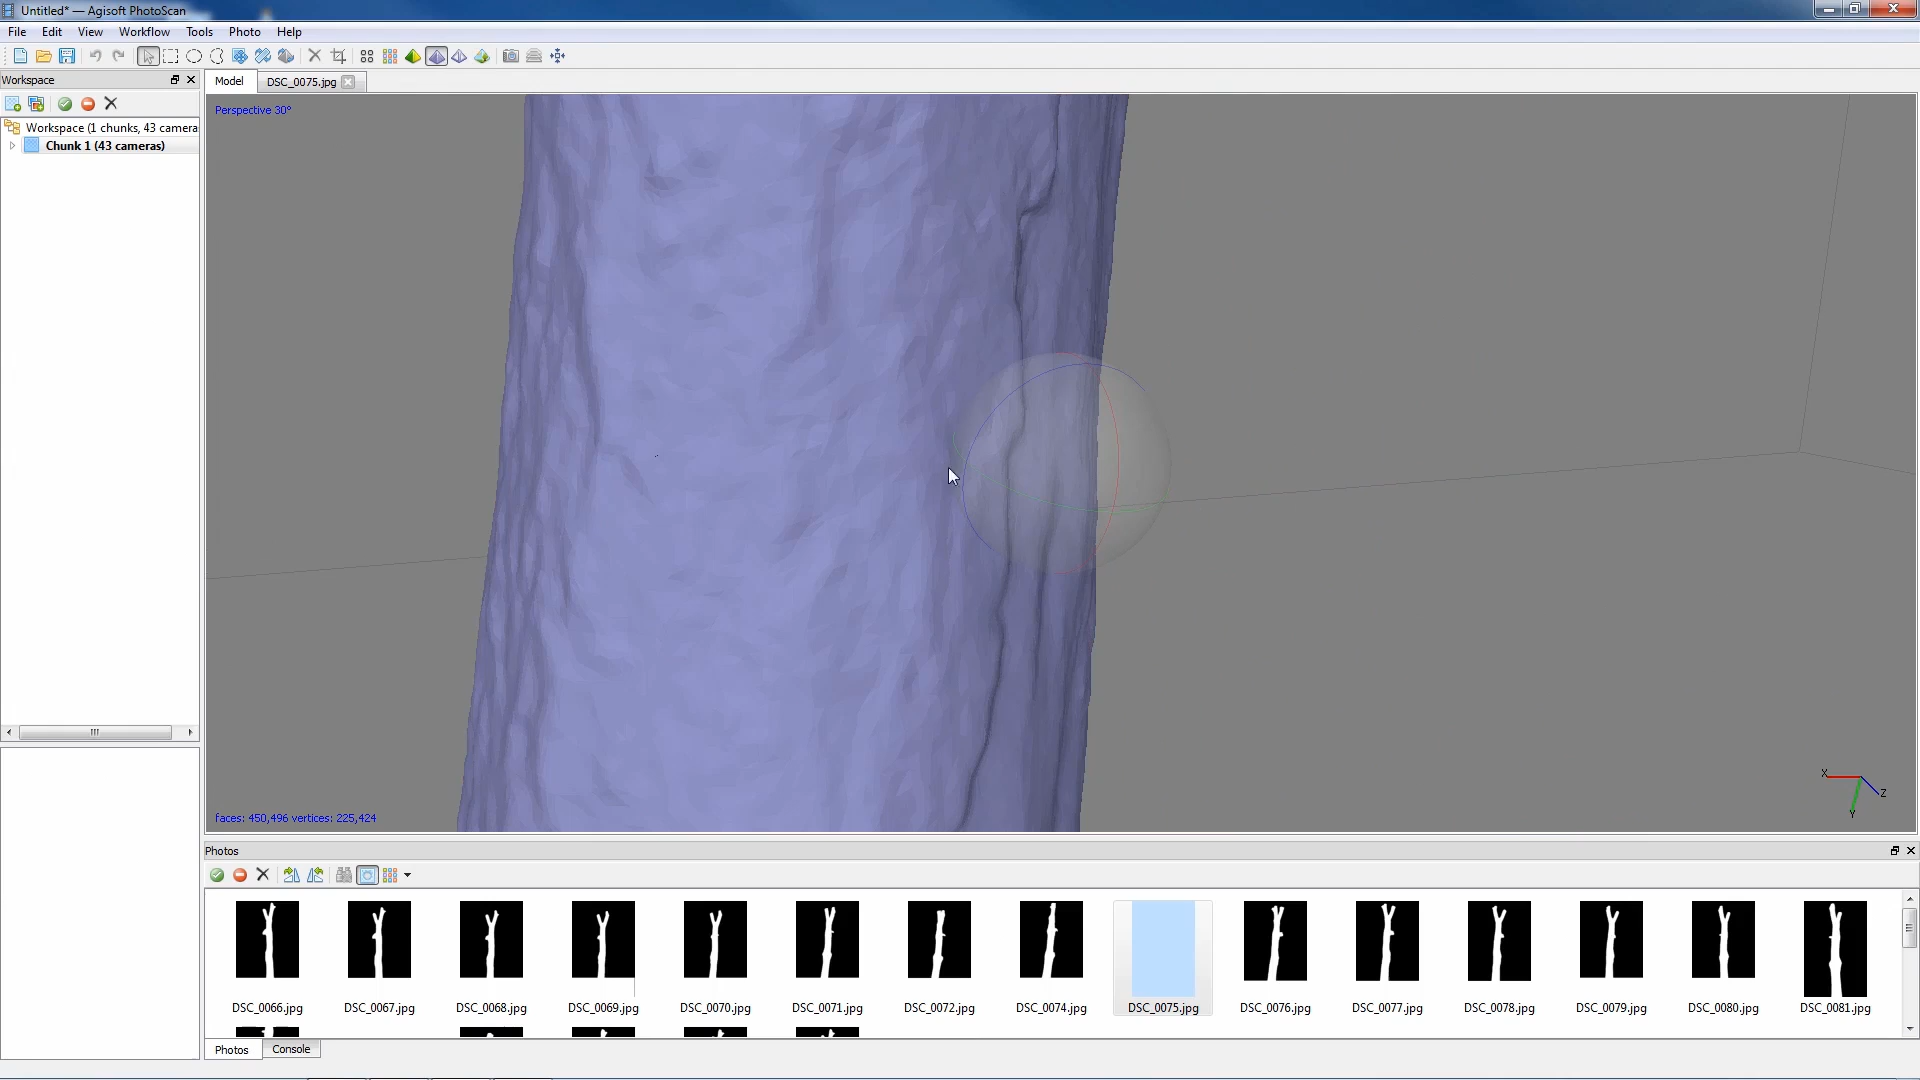 Untitled* — Agisoft PhotoScan
File Edit View Workflow Tools Photo Help
Workspace
Model DSC_0075.jpg
Perspective 30°
Workspace (1 chunks, 43 camera
Chunk 1 (43 cameras)
X
Z
Y
faces: 450,496 vertices: 225,424
Photos
DSC_0066.jpg DSC_0067.jpg DSC_0068.jpg DSC_0069.jpg DSC_0070.jpg DSC_0071.jpg DSC_0072.jpg DSC_0074.jpg DSC_0075.jpg DSC_0076.jpg DSC_0077.jpg DSC_0078.jpg DSC_0079.jpg DSC_0080.jpg DSC_0081.jpg
Photos Console